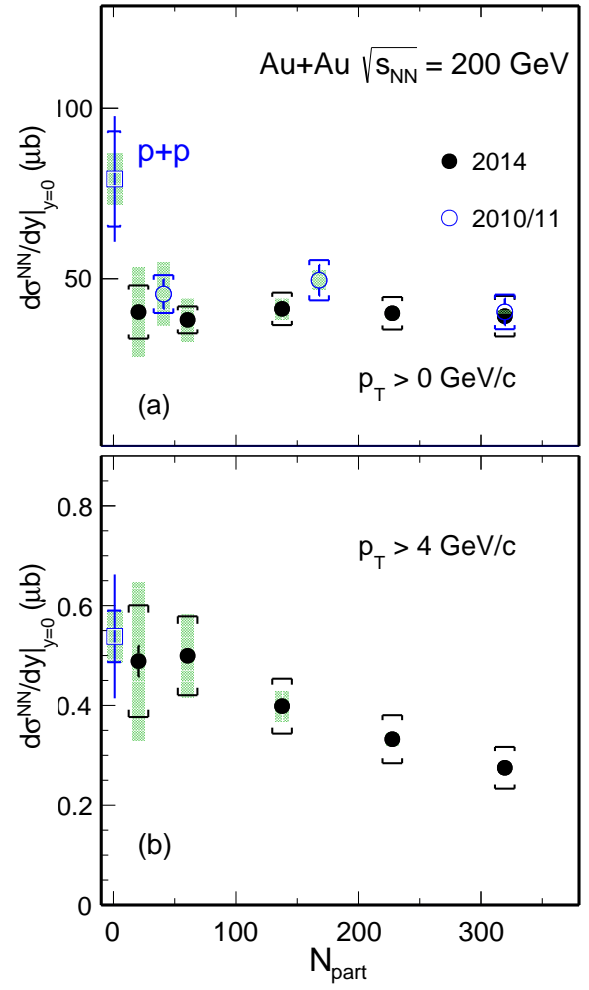 Au+Au √s_NN = 200 GeV
100
p+p
2014
2010/11
50
dσ^NN/dy|_y=0 (μb)
p_T > 0 GeV/c
(a)
0.8
p_T > 4 GeV/c
0.6
dσ^NN/dy|_y=0 (μb)
0.4
0.2
(b)
0
0 100 200 300
N_part